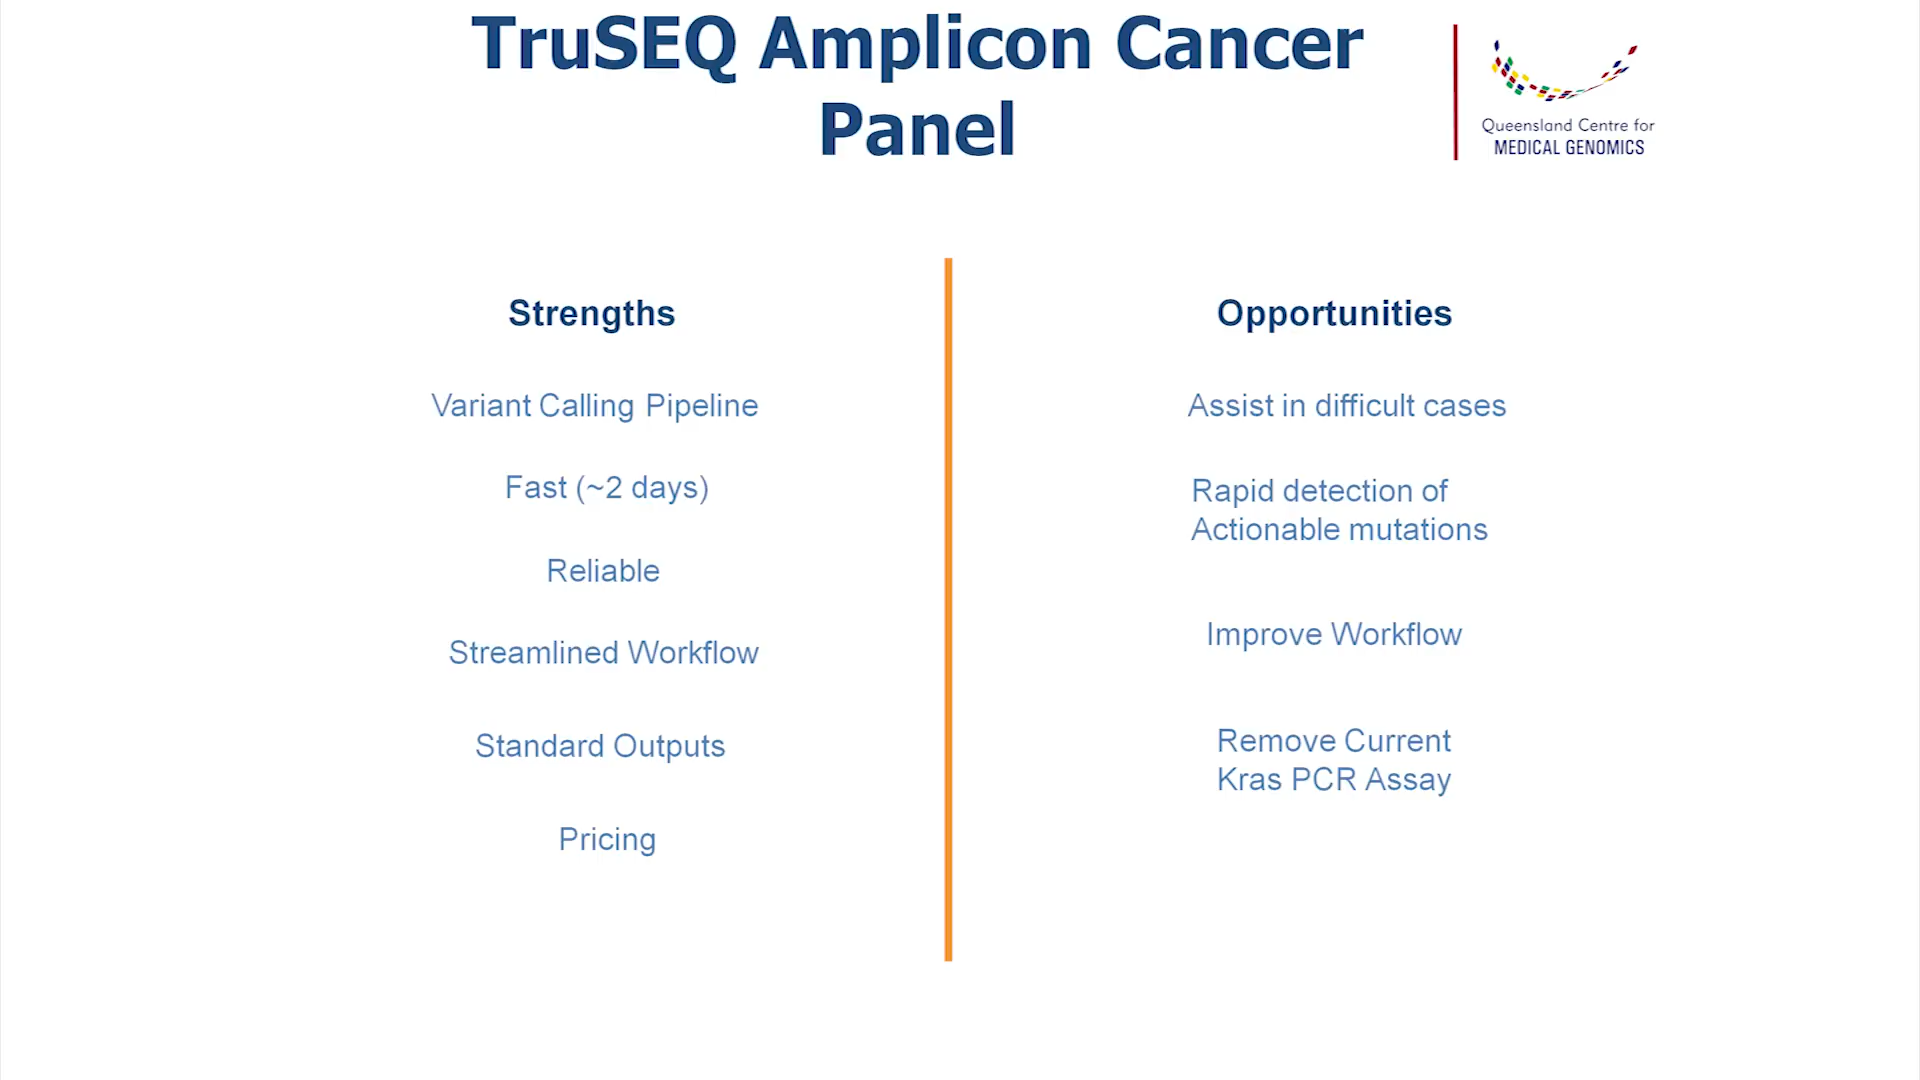 TruSEQ Amplicon Cancer
Panel
Queensland Centre for
MEDICAL GENOMICS
Strengths
Variant Calling Pipeline
Fast (~2 days)
Reliable
Streamlined Workflow
Standard Outputs
Pricing
Opportunities
Assist in difficult cases
Rapid detection of
Actionable mutations
Improve Workflow
Remove Current
Kras PCR Assay